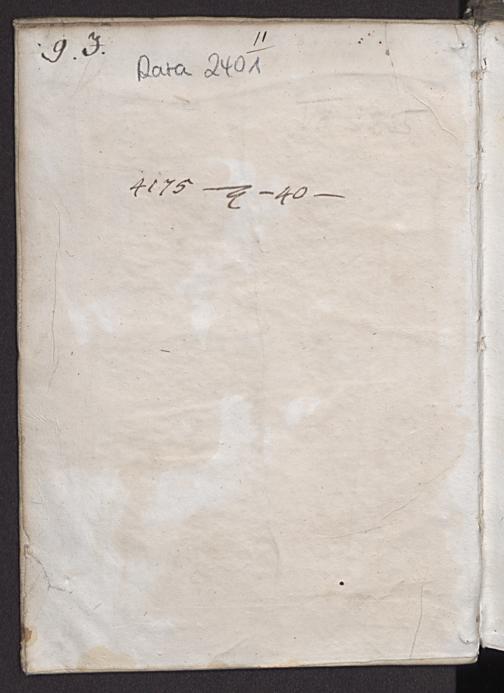 11
9. J.
Rara 2401
4175 — 2 – 40 —